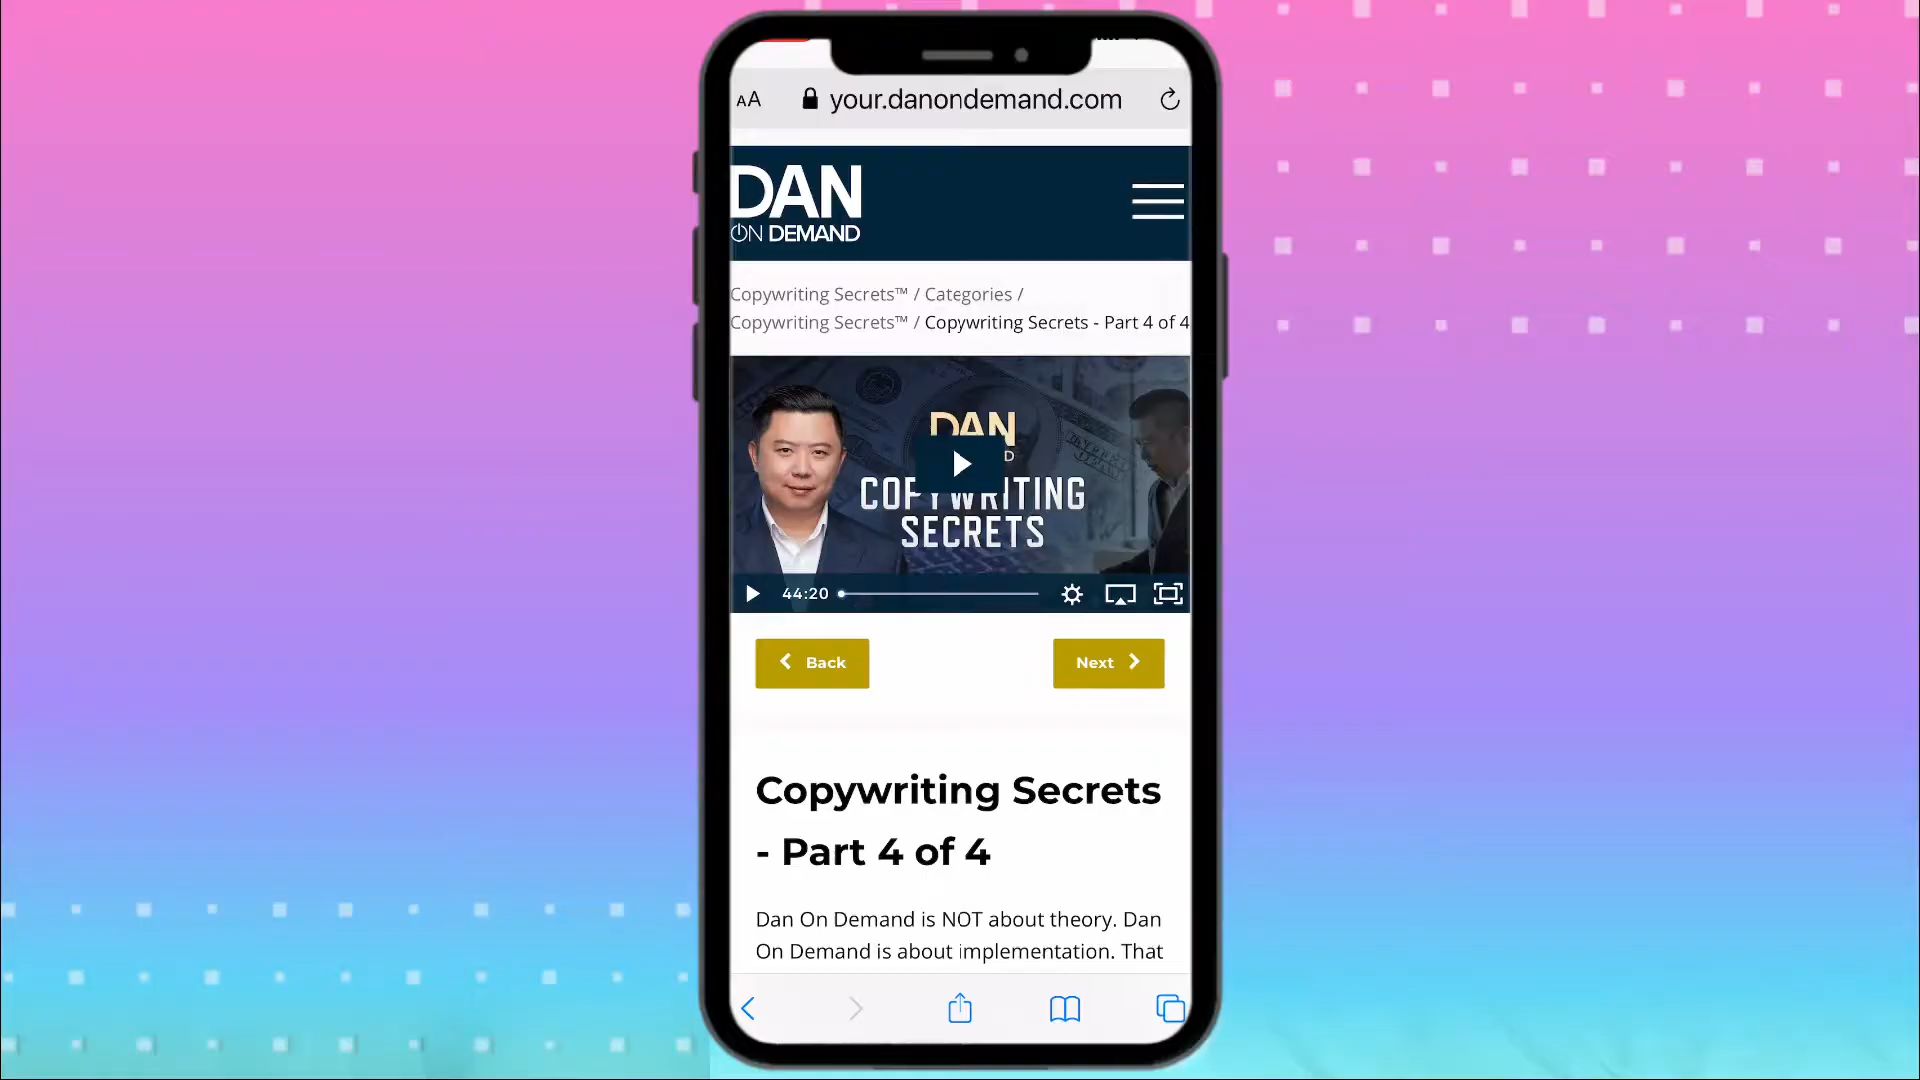 AA your.danondemand.com
DAN
ON DEMAND
Copywriting Secrets™ / Categories /
Copywriting Secrets™ / Copywriting Secrets - Part 4 of 4
DAN
COPYWRITING
SECRETS
44:20
Back
Next
Copywriting Secrets
- Part 4 of 4
Dan On Demand is NOT about theory. Dan
On Demand is about implementation. That